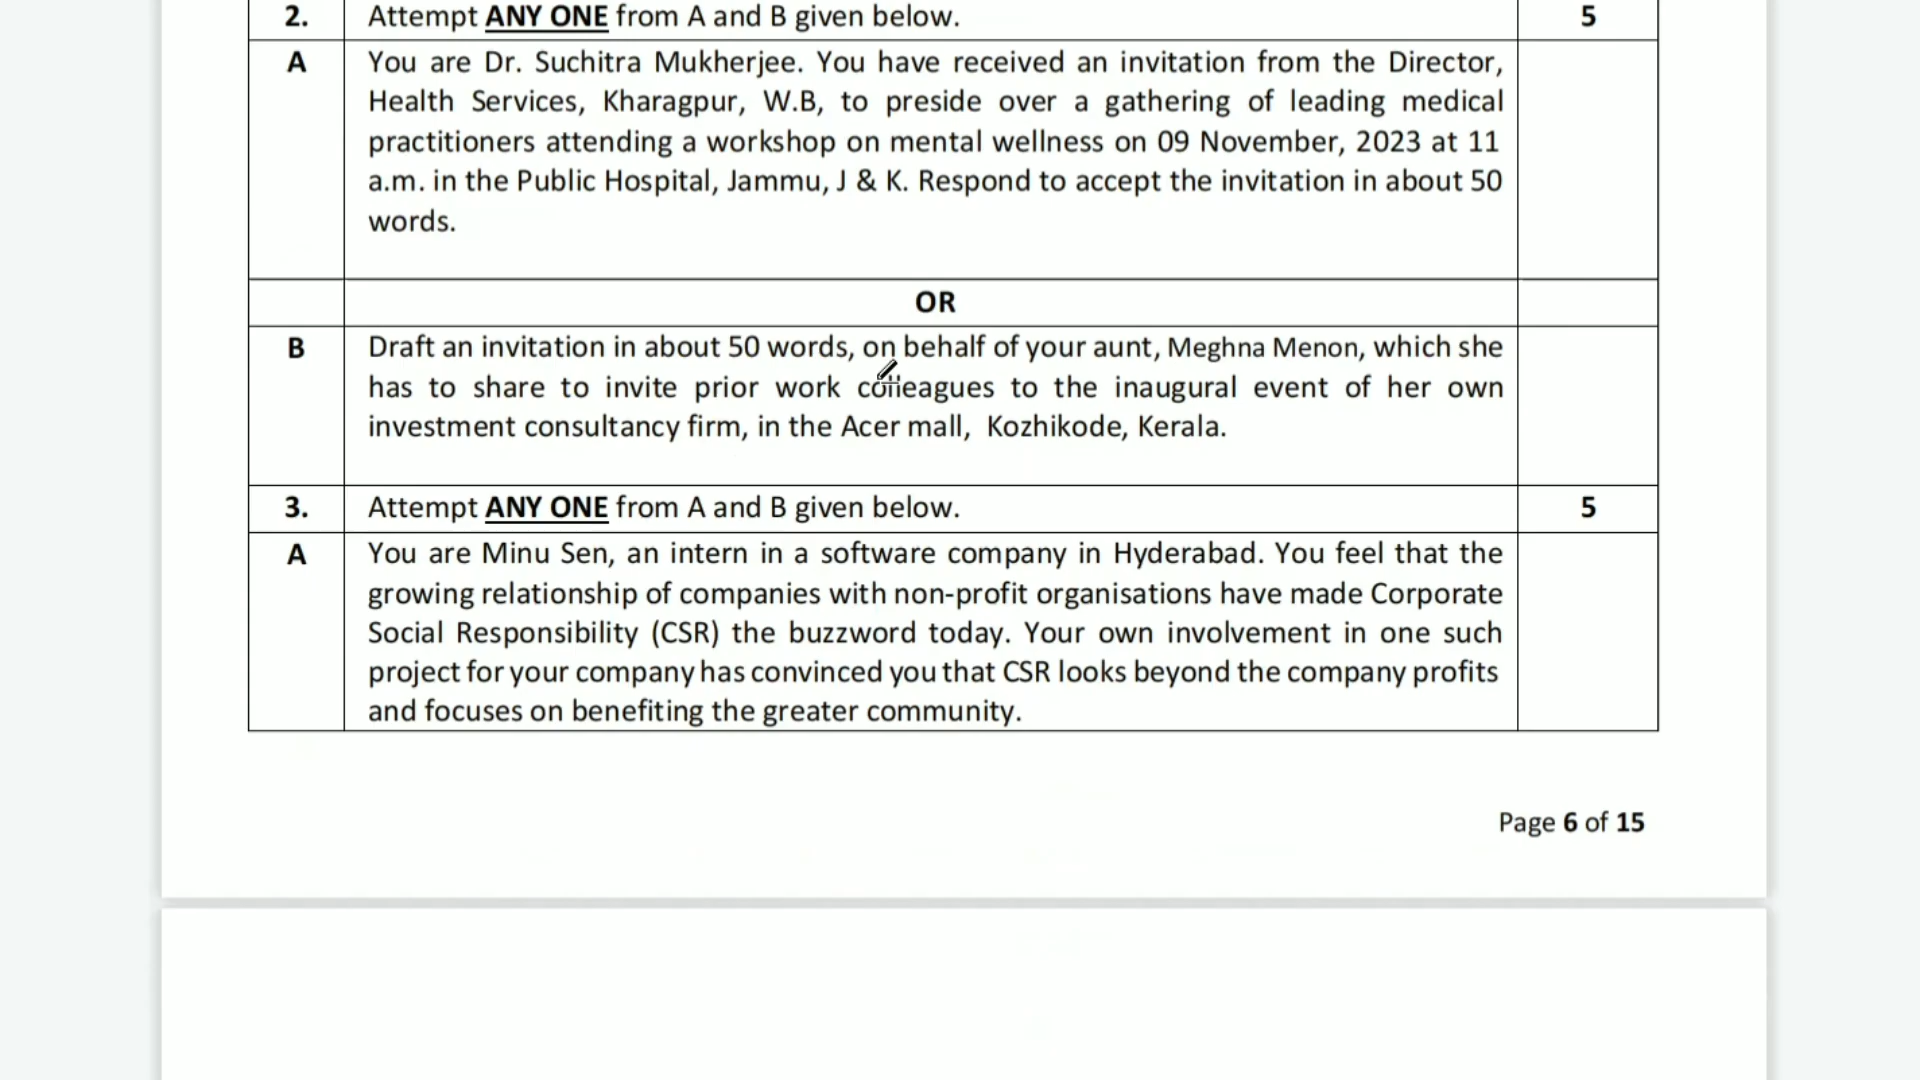 2. Attempt ANY ONE from A and B given below. 5
A You are Dr. Suchitra Mukherjee. You have received an invitation from the Director,
Health Services, Kharagpur, W.B, to preside over a gathering of leading medical
practitioners attending a workshop on mental wellness on 09 November, 2023 at 11
a.m. in the Public Hospital, Jammu, J & K. Respond to accept the invitation in about 50
words.
OR
B Draft an invitation in about 50 words, on behalf of your aunt, Meghna Menon, which she
has to share to invite prior work colleagues to the inaugural event of her own
investment consultancy firm, in the Acer mall, Kozhikode, Kerala.
3. Attempt ANY ONE from A and B given below. 5
A You are Minu Sen, an intern in a software company in Hyderabad. You feel that the
growing relationship of companies with non-profit organisations have made Corporate
Social Responsibility (CSR) the buzzword today. Your own involvement in one such
project for your company has convinced you that CSR looks beyond the company profits
and focuses on benefiting the greater community.
Page 6 of 15